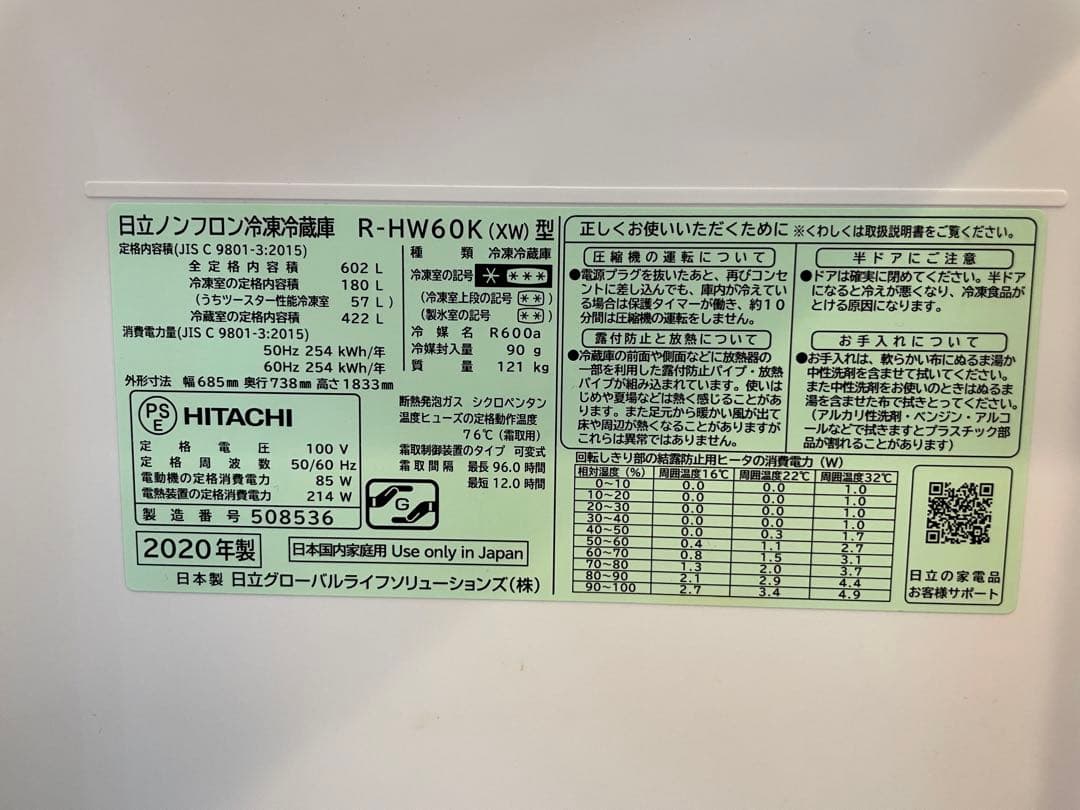 日立ノンフロン冷凍冷蔵庫 R-HW60K (XW) 型
定格内容積(JIS C 9801-3:2015)
全定格内容積 602 L
冷凍室の定格内容積 180 L
(うちツースター性能冷凍室 57 L)
冷蔵室の定格内容積 422 L
消費電力量(JIS C 9801-3:2015)
50Hz 254 kWh/年
60Hz 254 kWh/年
外形寸法 幅 685mm 奥行 738mm 高さ 1833mm
種類 冷凍冷蔵庫
冷凍室の記号 * ***
(冷凍室上段の記号 **)
(製氷室の記号 **)
冷媒名 R600a
冷媒封入量 90 g
質量 121 kg
PS E HITACHI
定格電圧 100 V
定格周波数 50/60 Hz
電動機の定格消費電力 85 W
電熱装置の定格消費電力 214 W
製造番号 508536
断熱発泡ガス シクロペンタン
温度ヒューズの定格動作温度
76℃ (霜取用)
霜取制御装置のタイプ 可変式
霜取間隔 最長 96.0 時間
最短 12.0 時間
G
2020年製
日本国内家庭用 Use only in Japan
日本製 日立グローバルライフソリューションズ(株)
正しくお使いいただくために ※くわしくは取扱説明書をご覧ください。
圧縮機の運転について
●電源プラグを抜いたあと、再びコンセ
ントに差し込んでも、庫内が冷えてい
る場合は保護タイマーが働き、約10
分間は圧縮機の運転をしません。
露付防止と放熱について
●冷蔵庫の前面や側面などに放熱器の
一部を利用した露付防止パイプ・放熱
パイプが組み込まれています。使いは
じめや夏場などは熱く感じることがあ
ります。また足元から暖かい風が出て
床や周辺が熱くなることがありますが
これらは異常ではありません。
半ドアにご注意
●ドアは確実に閉めてください。半ドア
になると冷えが悪くなり、冷凍食品が
とける原因になります。
お手入れについて
●お手入れは、軟らかい布にぬるま湯か
中性洗剤を含ませて拭いてください。
また中性洗剤をお使いのときはぬるま
湯を含ませた布で拭きとってください。
(アルカリ性洗剤・ベンジン・アルコ
ールなどで拭きますとプラスチック部
品が割れることがあります)
回転しきり部の結露防止用ヒータの消費電力 (W)
相対湿度 (%) 周囲温度16℃ 周囲温度22℃ 周囲温度32℃
0~10 0.0 0.0 1.0
10~20 0.0 0.0 1.0
20~30 0.0 0.0 1.0
30~40 0.0 0.0 1.0
40~50 0.0 0.3 1.7
50~60 0.4 1.1 2.7
60~70 0.8 1.5 3.1
70~80 1.3 2.0 3.7
80~90 2.1 2.9 4.4
90~100 2.7 3.4 4.9
日立の家電品
お客様サポート